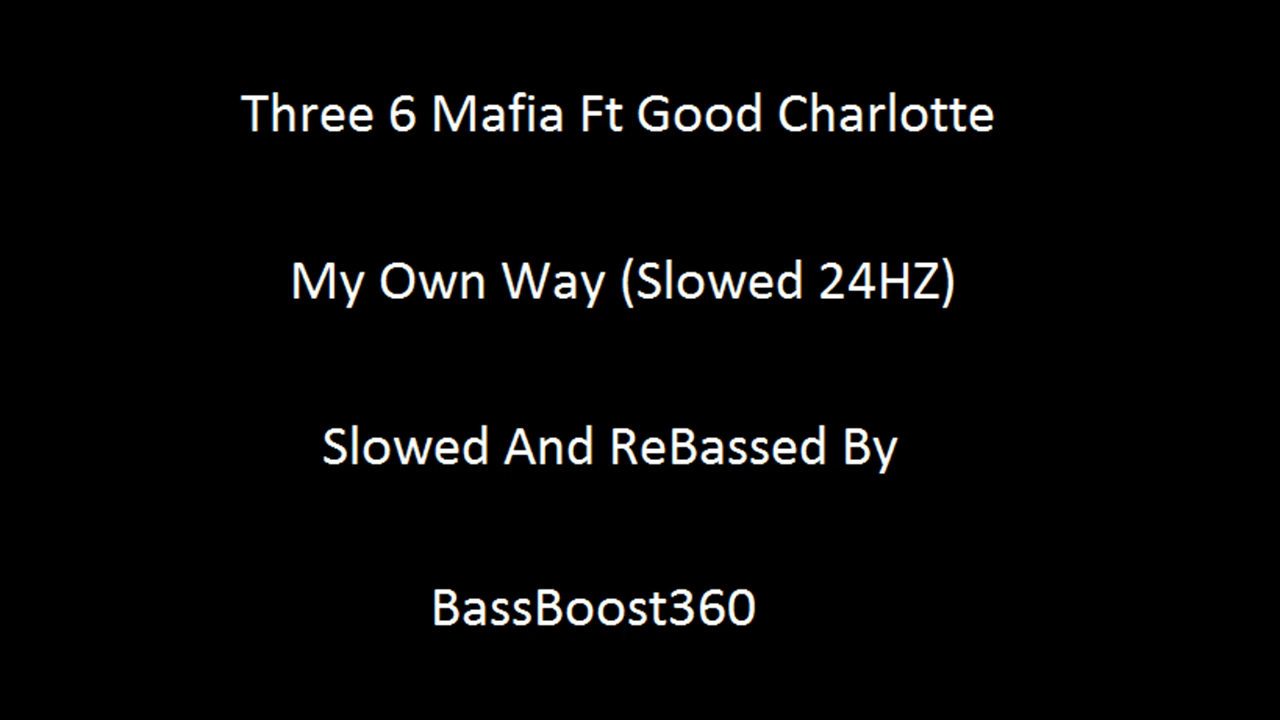 Three 6 Mafia Ft Good Charlotte
My Own Way (Slowed 24HZ)
Slowed And ReBassed By
BassBoost360